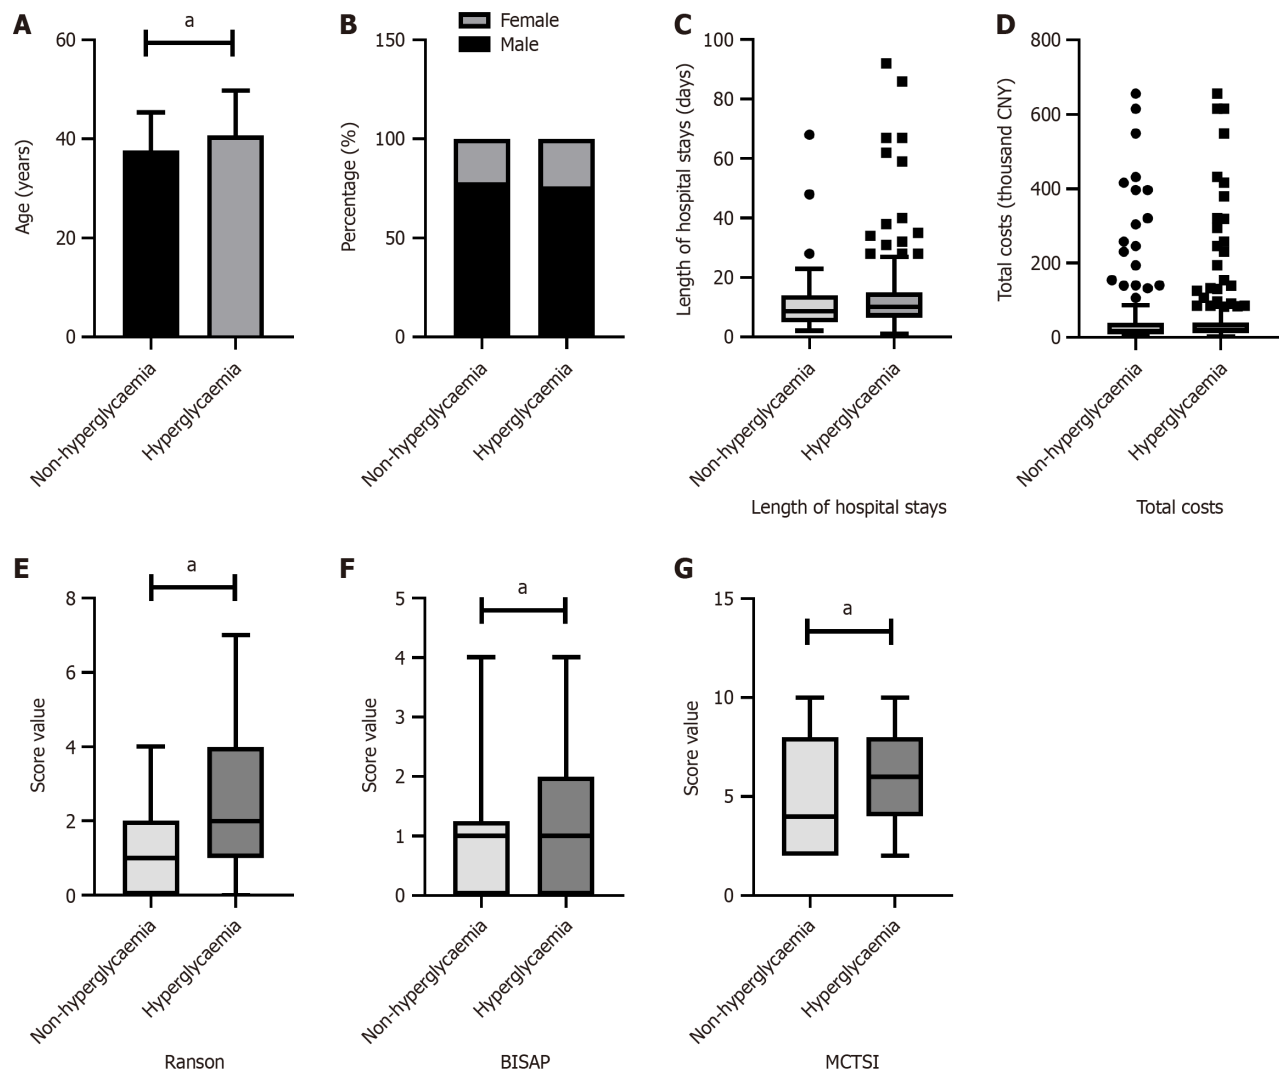 A
a
60
40
20
0
Age (years)
Non-hyperglycaemia
Hyperglycaemia
B
Female
Male
150
100
50
0
Percentage (%)
Non-hyperglycaemia
Hyperglycaemia
C
100
80
60
40
20
0
Length of hospital stays (days)
Non-hyperglycaemia
Hyperglycaemia
Length of hospital stays
D
800
600
400
200
0
Total costs (thousand CNY)
Non-hyperglycaemia
Hyperglycaemia
Total costs
E
a
8
6
4
2
0
Score value
Non-hyperglycaemia
Hyperglycaemia
Ranson
F
a
5
4
3
2
1
0
Score value
Non-hyperglycaemia
Hyperglycaemia
BISAP
G
a
15
10
5
0
Score value
Non-hyperglycaemia
Hyperglycaemia
MCTSI